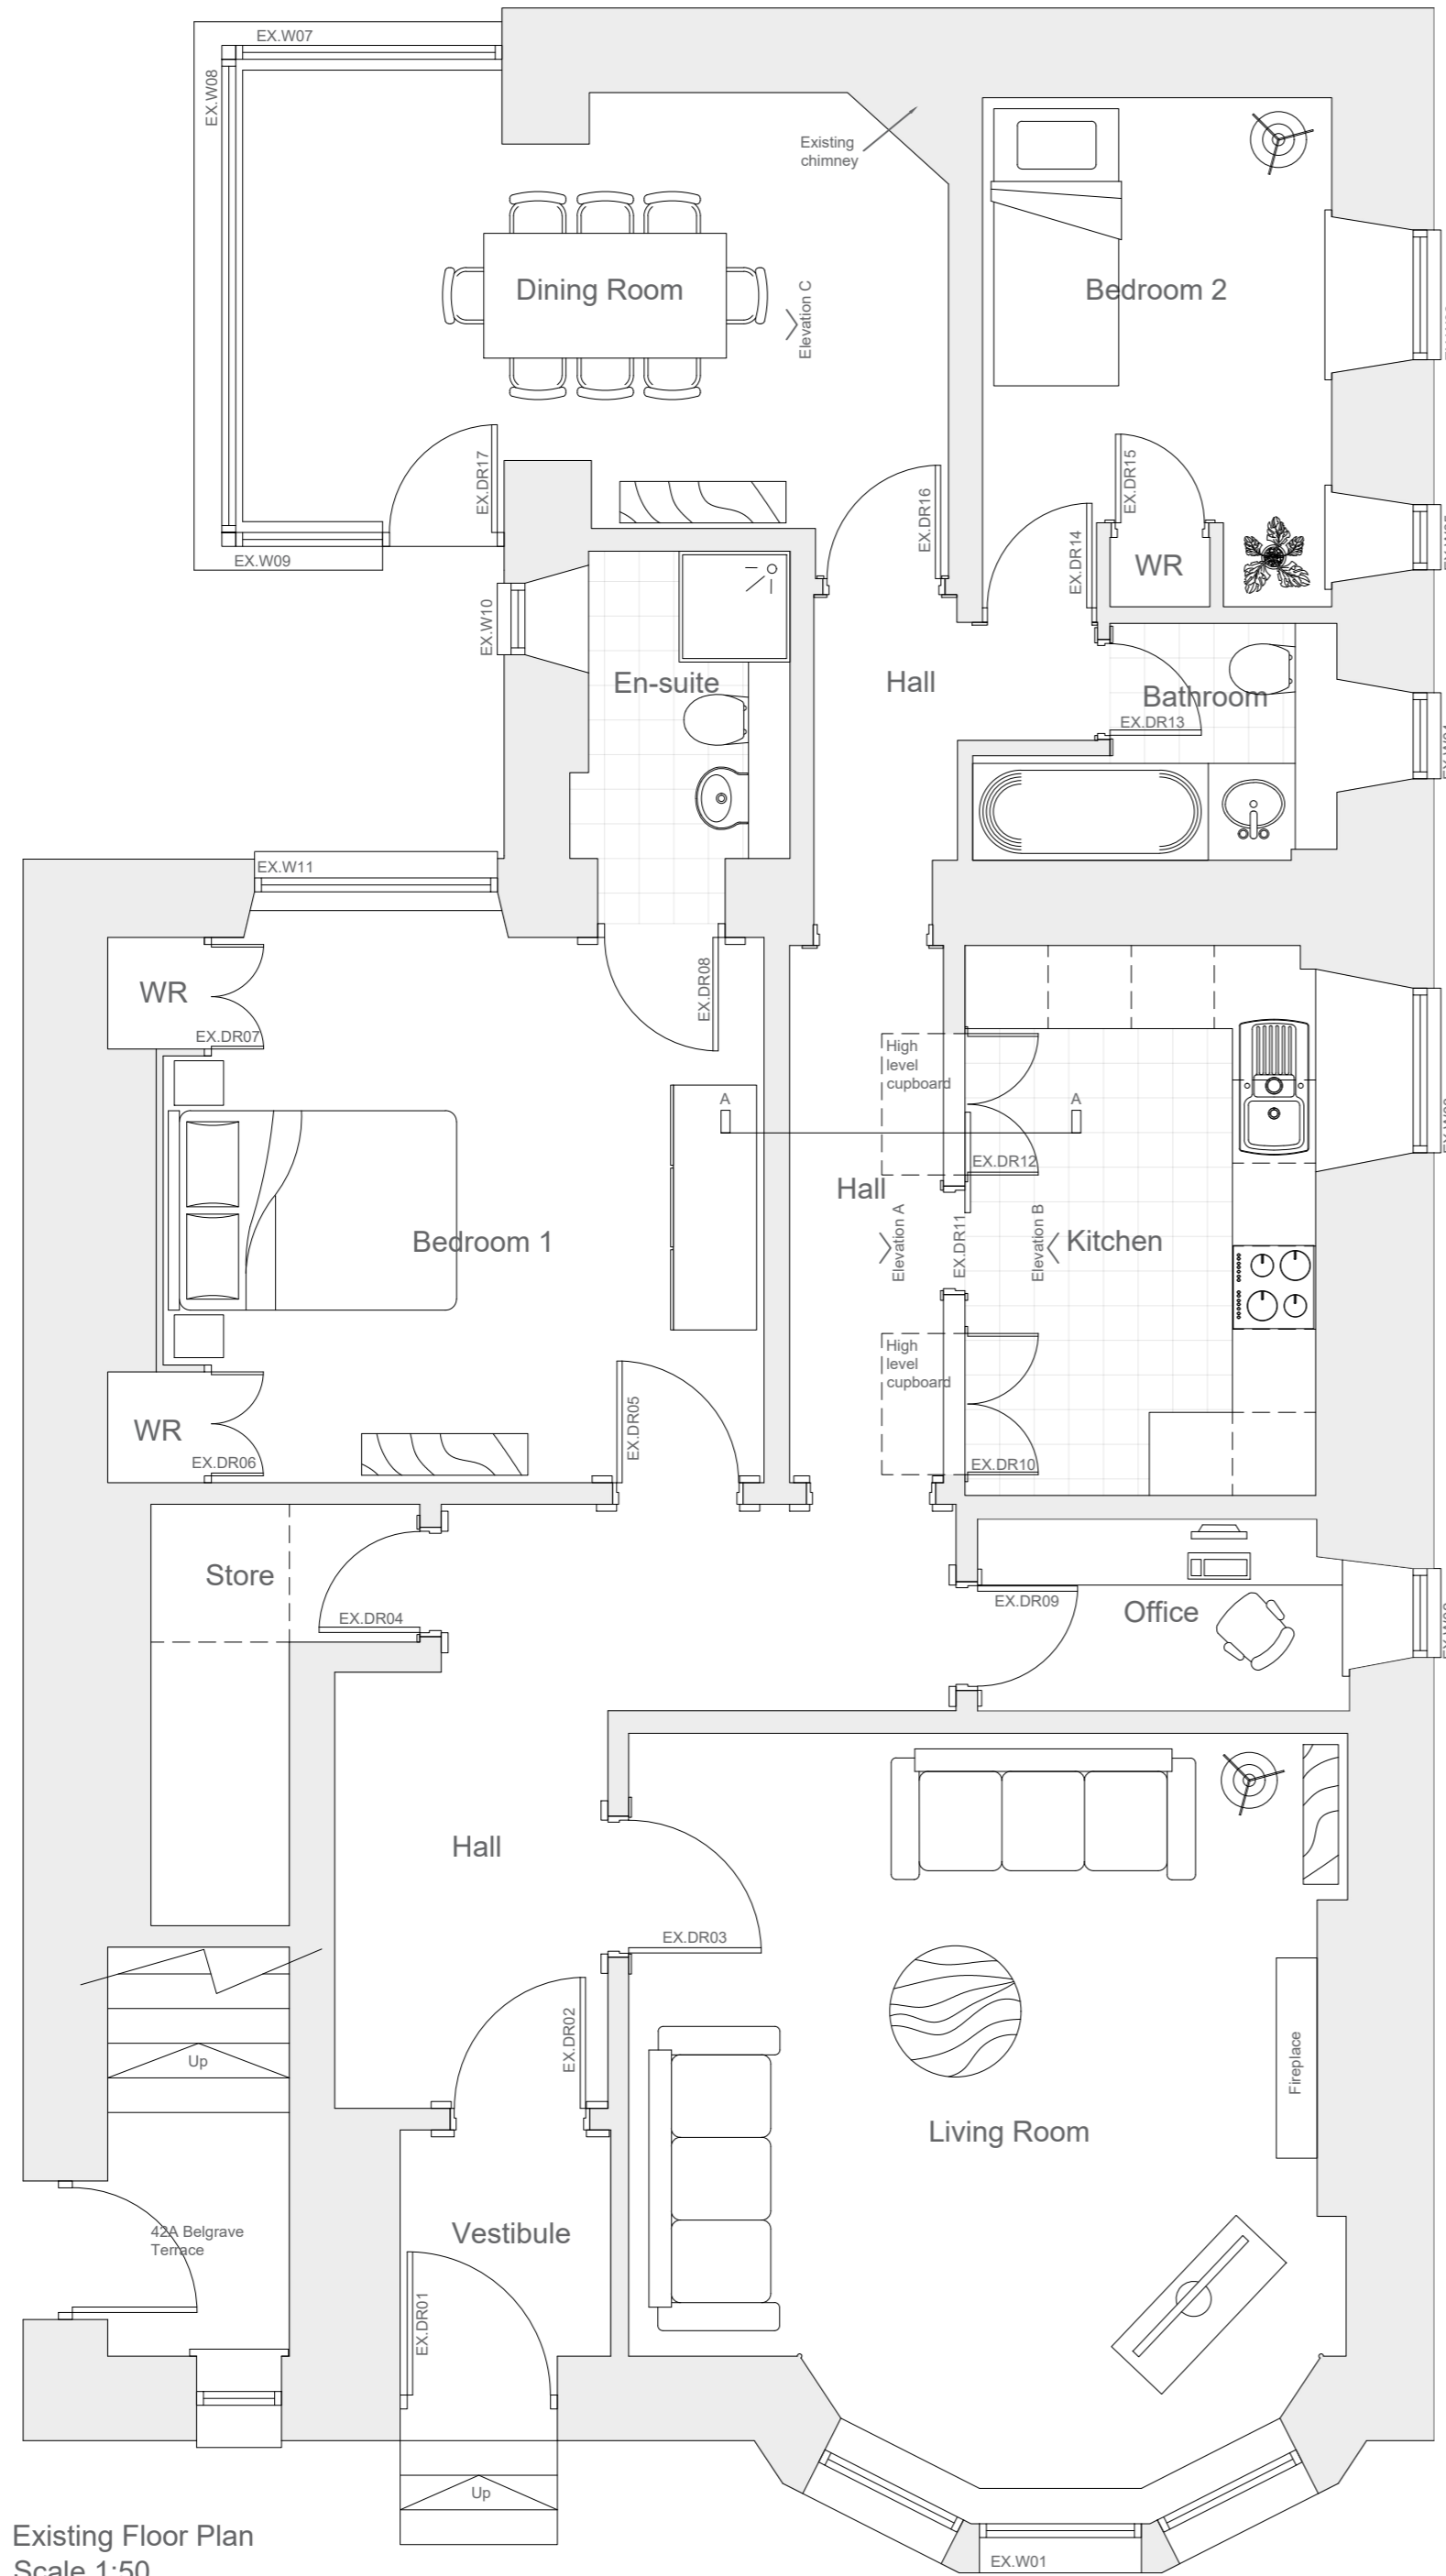 EX.W07
EX.W08
Existing
chimney
Dining Room
Elevation C
Bedroom 2
EX.DR17
EX.DR16
EX.DR15
EX.DR14
WR
EX.W09
EX.W10
En-suite
Hall
Bathroom
EX.DR13
EX.W11
WR
EX.DR07
EX.DR08
High
level
cupboard
A
A
EX.DR12
Hall
Elevation A
EX.DR11
Elevation B
Kitchen
Bedroom 1
High
level
cupboard
EX.DR05
WR
EX.DR06
EX.DR10
Store
EX.DR04
EX.DR09
Office
Hall
EX.DR03
EX.DR02
Up
Fireplace
Living Room
42A Belgrave
Terrace
Vestibule
EX.DR01
Up
Existing Floor Plan
Scale 1:50
EX.W01